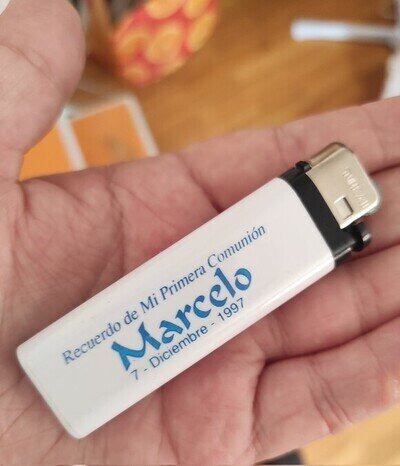 Recuerdo de Mi Primera Comunión
Marcelo
7 - Diciembre - 1997